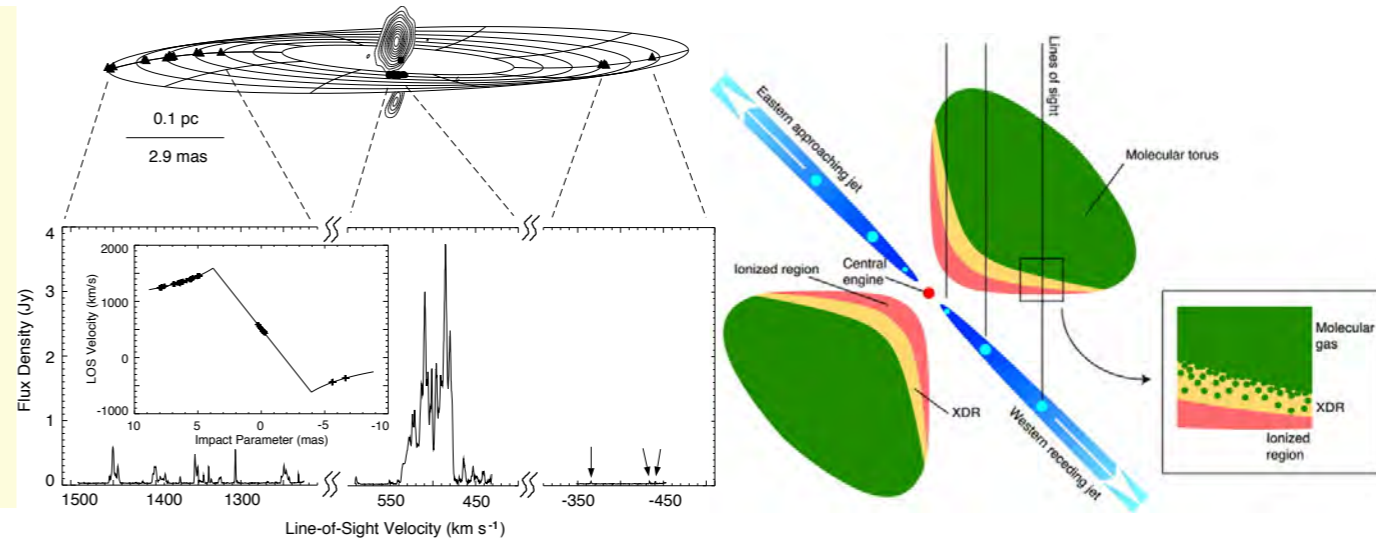 0.1 pc
2.9 mas
4
3
2
1
0
Flux Density (Jy)
2000
1000
0
-1000
LOS Velocity (km/s)
10 5 0 -5 -10
Impact Parameter (mas)
1500 1400 1300 550 450 -350 -450
Line-of-Sight Velocity (km s-1)
Lines of sight
Eastern approaching jet
Molecular torus
Ionized region
Central
engine
XDR
Western receding jet
Molecular
gas
XDR
Ionized
region